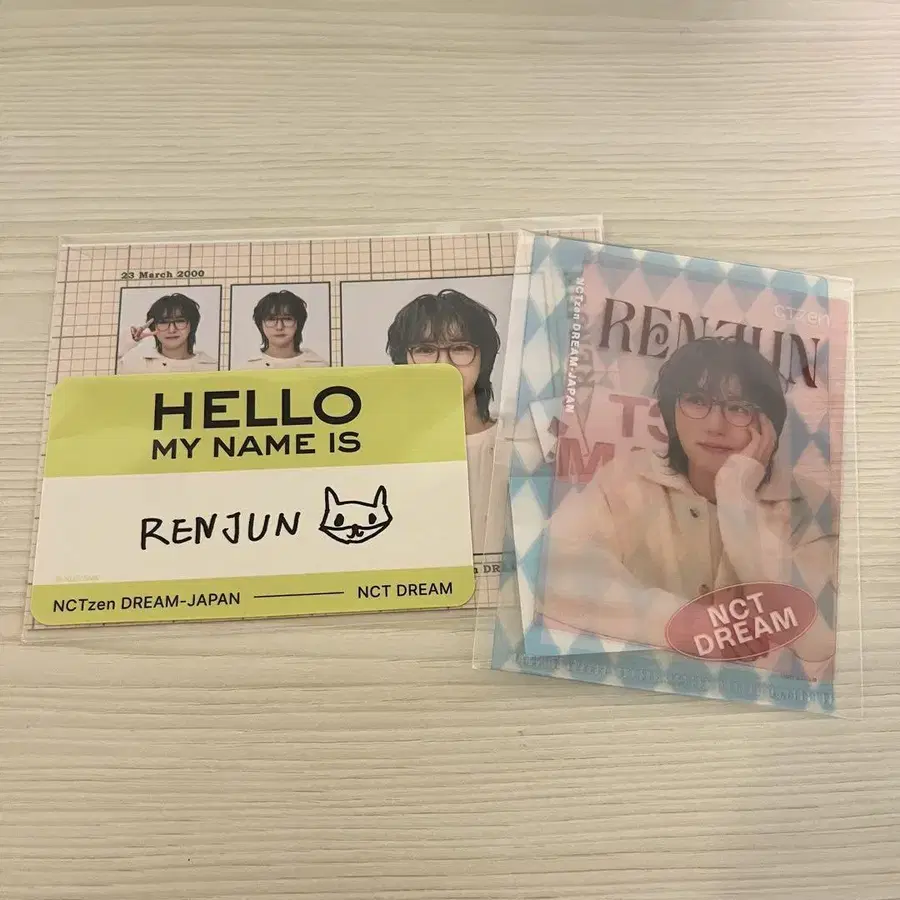 23 March 2000
HELLO
MY NAME IS
RENJUN
NCTzen DREAM-JAPAN
NCT DREAM
NCTzen DREAM-JAPAN
RENJUN
NCT
DREAM